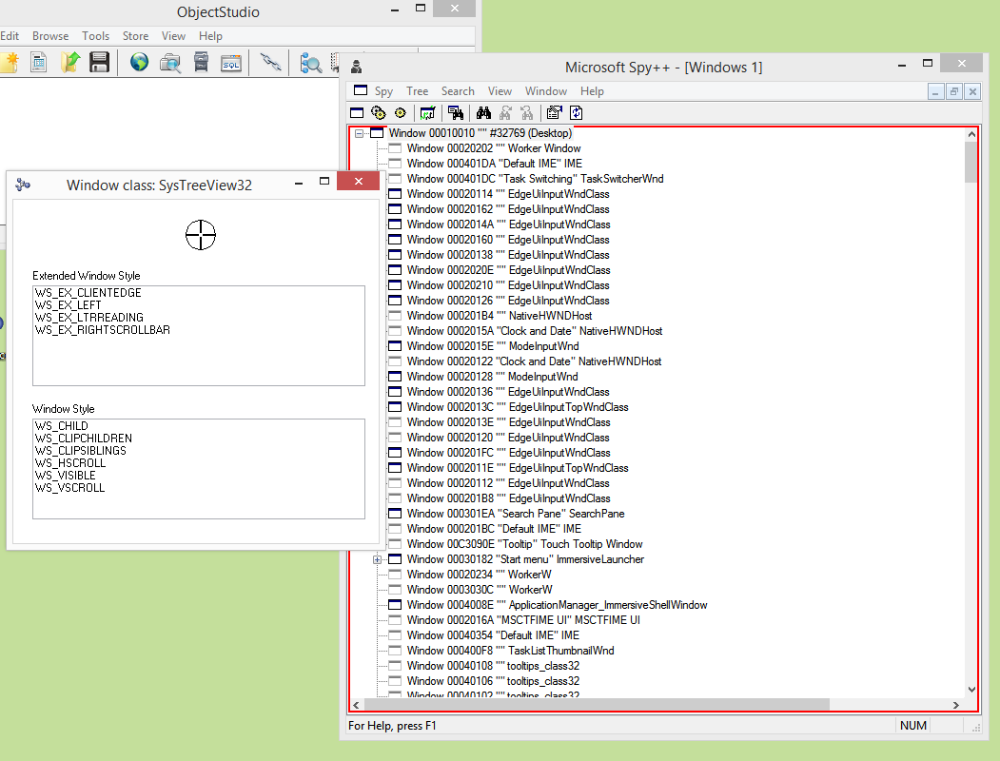 ObjectStudio
Edit Browse Tools Store View Help
SQL
Microsoft Spy++ - [Windows 1]
Spy Tree Search View Window Help
Window 00010010 "" #32769 (Desktop)
Window 00020202 "" Worker Window
Window 000401DA "Default IME" IME
Window 000401DC "Task Switching" TaskSwitcherWnd
Window 00020114 "" EdgeUiInputWndClass
Window 00020162 "" EdgeUiInputWndClass
Window 0002014A "" EdgeUiInputWndClass
Window 00020160 "" EdgeUiInputWndClass
Window 00020138 "" EdgeUiInputWndClass
Window 0002020E "" EdgeUiInputWndClass
Window 00020210 "" EdgeUiInputWndClass
Window 00020126 "" EdgeUiInputWndClass
Window 000201B4 "" NativeHWNDHost
Window 0002015A "Clock and Date" NativeHWNDHost
Window 0002015E "" ModeInputWnd
Window 00020122 "Clock and Date" NativeHWNDHost
Window 00020128 "" ModeInputWnd
Window 00020136 "" EdgeUiInputWndClass
Window 0002013C "" EdgeUiInputTopWndClass
Window 0002013E "" EdgeUiInputWndClass
Window 00020120 "" EdgeUiInputWndClass
Window 000201FC "" EdgeUiInputWndClass
Window 0002011E "" EdgeUiInputTopWndClass
Window 00020112 "" EdgeUiInputWndClass
Window 000201B8 "" EdgeUiInputWndClass
Window 000301EA "Search Pane" SearchPane
Window 000201BC "Default IME" IME
Window 00C3090E "Tooltip" Touch Tooltip Window
Window 00030182 "Start menu" ImmersiveLauncher
Window 00020234 "" WorkerW
Window 0003030C "" WorkerW
Window 0004008E "" ApplicationManager_ImmersiveShellWindow
Window 0002016A "MSCTFIME UI" MSCTFIME UI
Window 00040354 "Default IME" IME
Window 000400F8 "" TaskListThumbnailWnd
Window 00040108 "" tooltips_class32
Window 00040106 "" tooltips_class32
Window 00040102 "" tooltips_class32
For Help, press F1
NUM
Window class: SysTreeView32
Extended Window Style
WS_EX_CLIENTEDGE
WS_EX_LEFT
WS_EX_LTRREADING
WS_EX_RIGHTSCROLLBAR
Window Style
WS_CHILD
WS_CLIPCHILDREN
WS_CLIPSIBLINGS
WS_HSCROLL
WS_VISIBLE
WS_VSCROLL